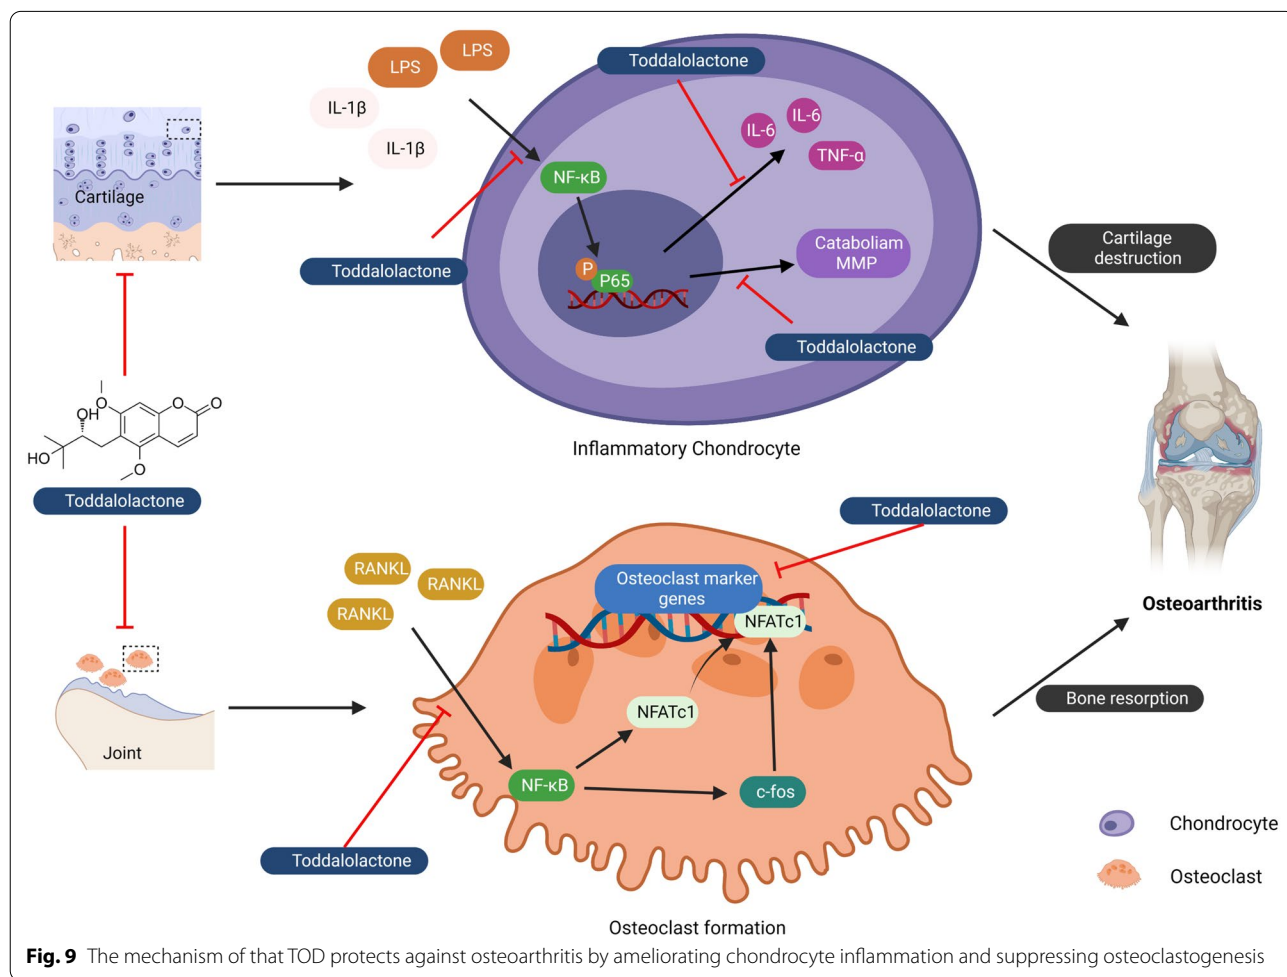 LPS
LPS
IL-1β
IL-1β
Toddalolactone
IL-6
IL-6
TNF-α
NF-κB
Cartilage
Toddalolactone
P
P65
Cataboliam
MMP
Cartilage
destruction
Toddalolactone
Inflammatory Chondrocyte
O
OH
O
O
HO
O
Toddalolactone
Toddalolactone
RANKL
RANKL
RANKL
Osteoclast marker
genes
NFATc1
Osteoarthritis
NFATc1
Bone resorption
Joint
NF-κB
c-fos
Toddalolactone
Chondrocyte
Osteoclast
Osteoclast formation
Fig. 9 The mechanism of that TOD protects against osteoarthritis by ameliorating chondrocyte inflammation and suppressing osteoclastogenesis